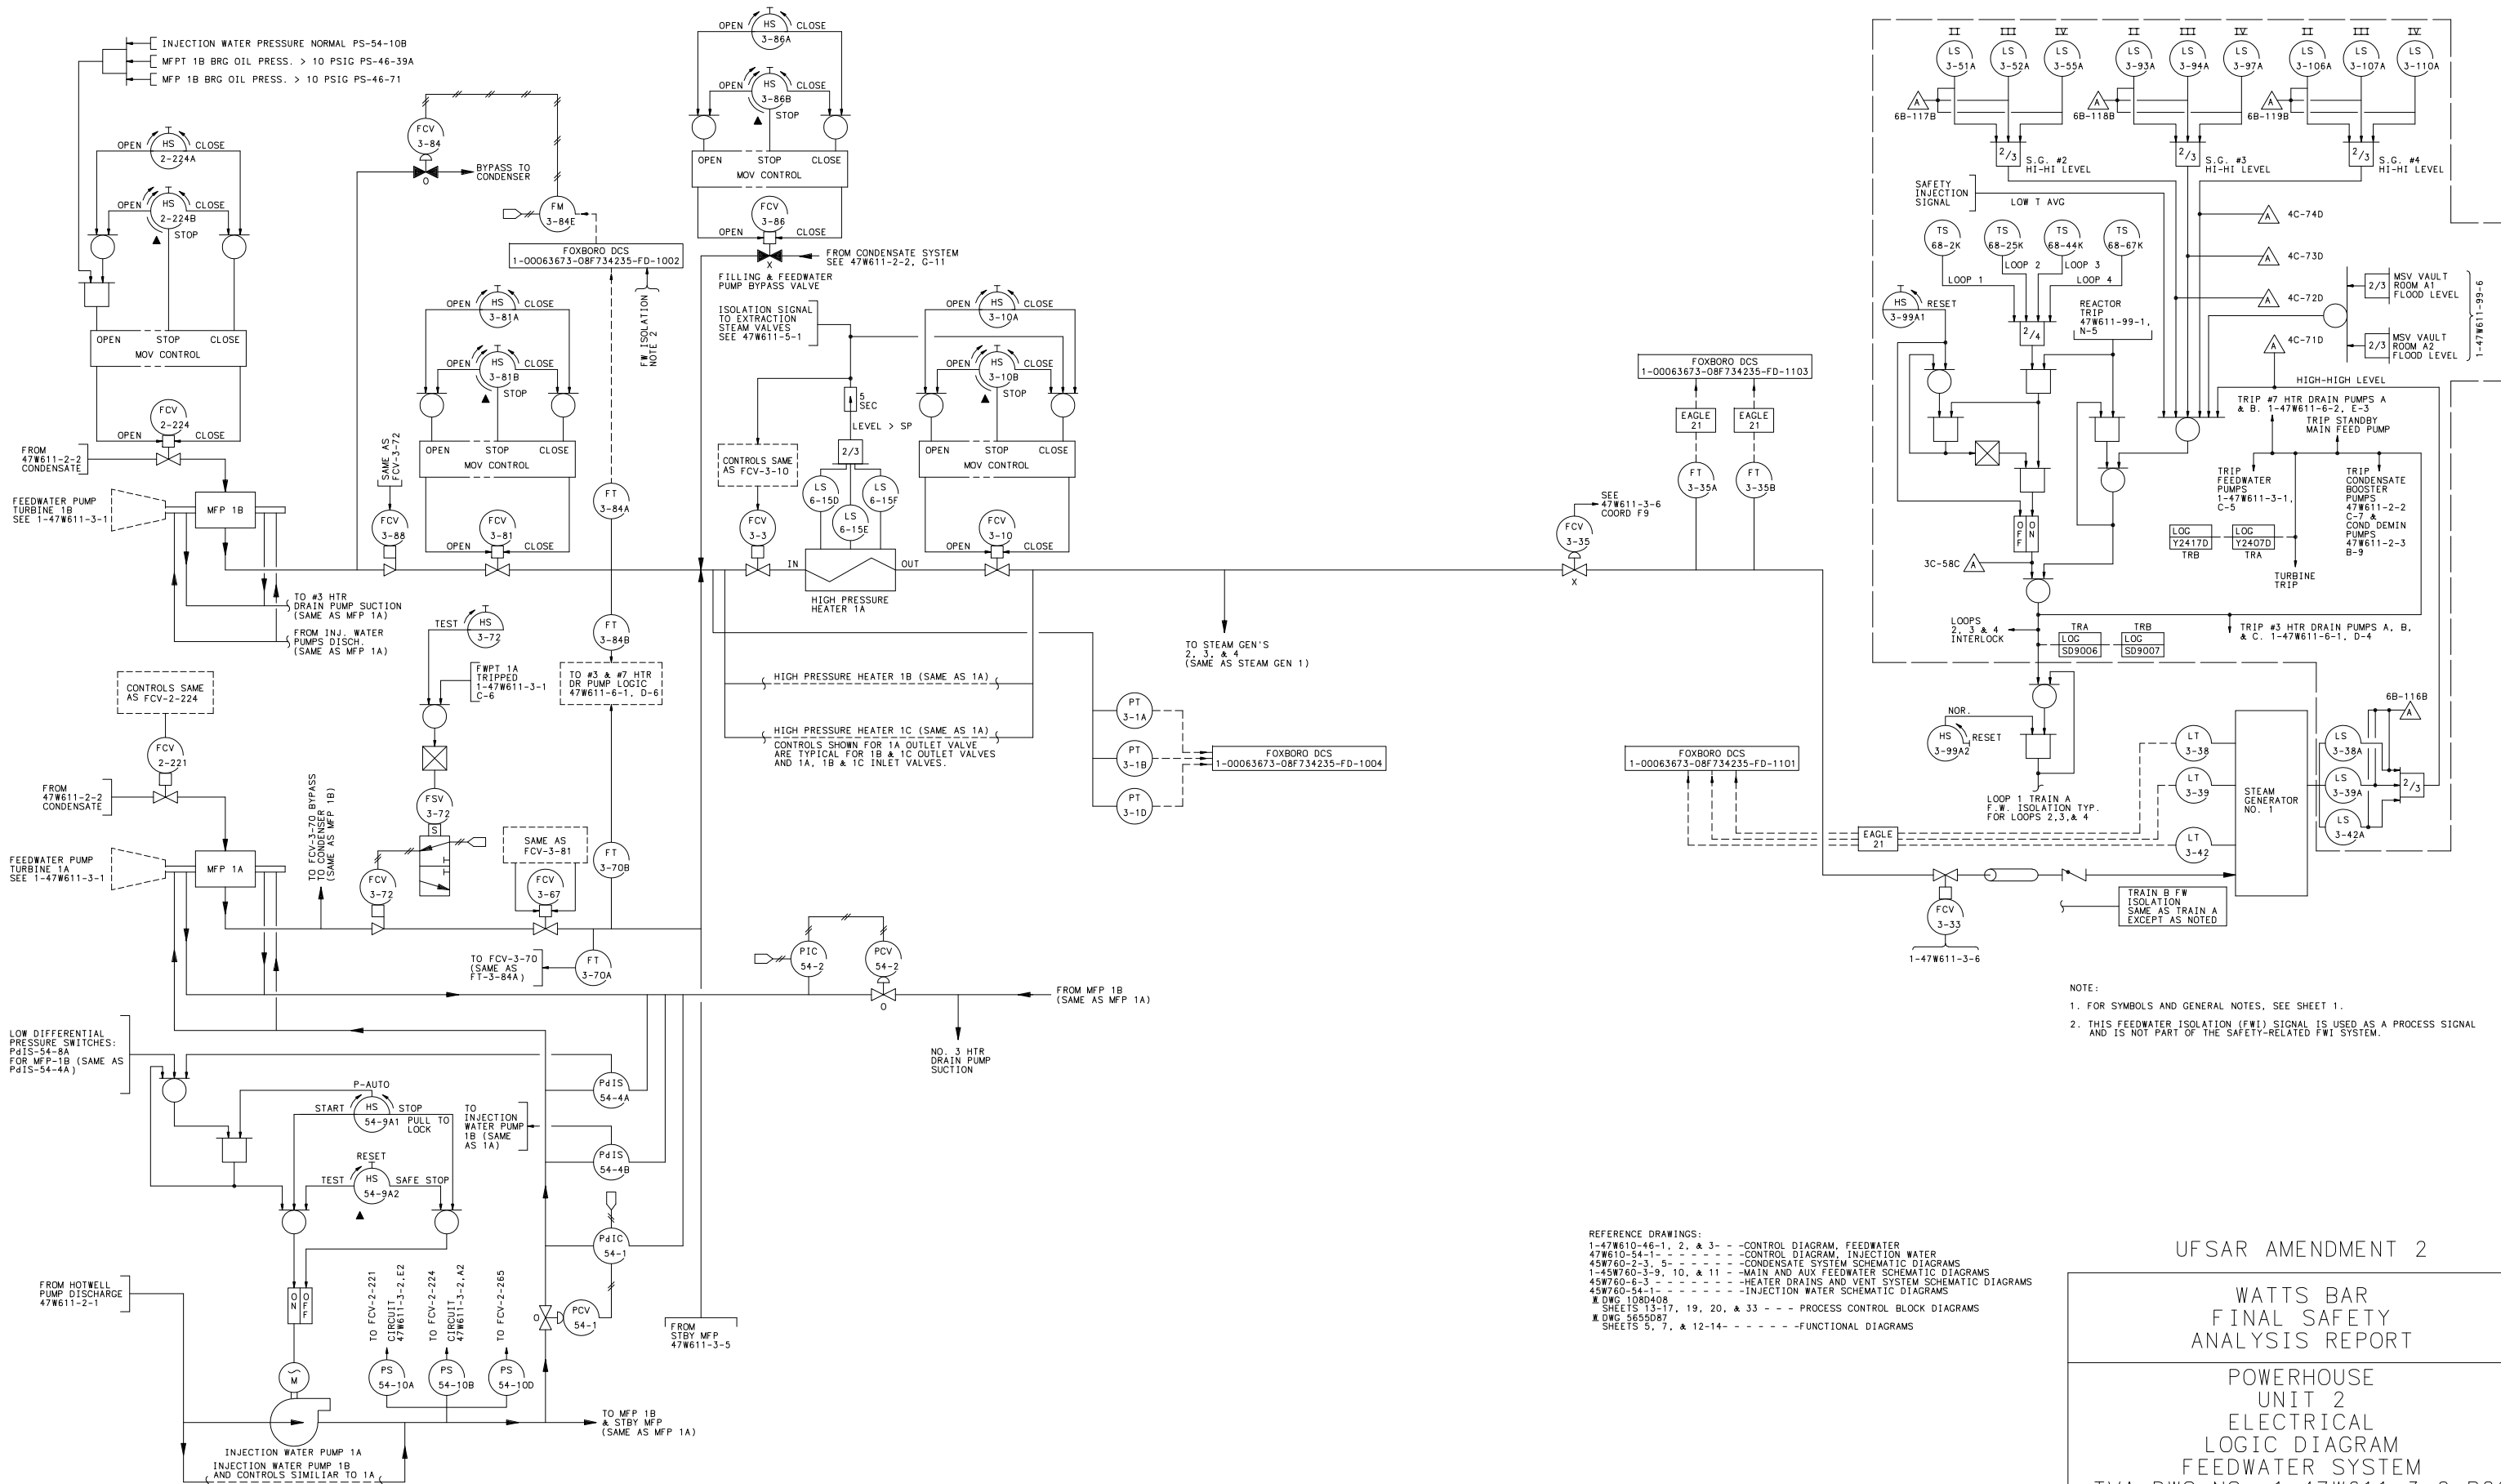 INJECTION WATER PRESSURE NORMAL PS-54-10B
MFPT 1B BRG OIL PRESS. > 10 PSIG PS-46-39A
MFP 1B BRG OIL PRESS. > 10 PSIG PS-46-71
OPEN
HS
2-224A
CLOSE
OPEN
HS
2-224B
CLOSE
STOP
OPEN
STOP
CLOSE
MOV CONTROL
FCV
2-224
OPEN
CLOSE
FROM
47W611-2-2
CONDENSATE
FEEDWATER PUMP
TURBINE 1B
SEE 1-47W611-3-1
MFP 1B
TO #3 HTR
DRAIN PUMP SUCTION
(SAME AS MFP 1A)
FROM INJ. WATER
PUMPS DISCH.
(SAME AS MFP 1A)
FCV
3-84
O
BYPASS TO
CONDENSER
FM
3-84E
FOXBORO DCS
1-00063673-08F734235-FD-1002
FW ISOLATION
NOTE 2
OPEN
HS
3-81A
CLOSE
OPEN
HS
3-81B
CLOSE
STOP
OPEN
STOP
CLOSE
MOV CONTROL
SAME AS
FCV-3-72
FCV
3-88
FCV
3-81
OPEN
CLOSE
FT
3-84A
FT
3-84B
OPEN
HS
3-86A
CLOSE
OPEN
HS
3-86B
CLOSE
STOP
OPEN
STOP
CLOSE
MOV CONTROL
FCV
3-86
OPEN
CLOSE
X
FROM CONDENSATE SYSTEM
SEE 47W611-2-2, G-11
FILLING & FEEDWATER
PUMP BYPASS VALVE
ISOLATION SIGNAL
TO EXTRACTION
STEAM VALVES
SEE 47W611-5-1
5
SEC
LEVEL > SP
2/3
CONTROLS SAME
AS FCV-3-10
LS
6-15D
LS
6-15E
LS
6-15F
FCV
3-3
IN
OUT
HIGH PRESSURE
HEATER 1A
OPEN
HS
3-10A
CLOSE
OPEN
HS
3-10B
CLOSE
STOP
OPEN
STOP
CLOSE
MOV CONTROL
FCV
3-10
OPEN
CLOSE
HIGH PRESSURE HEATER 1B (SAME AS 1A)
HIGH PRESSURE HEATER 1C (SAME AS 1A)
CONTROLS SHOWN FOR 1A OUTLET VALVE
ARE TYPICAL FOR 1B & 1C OUTLET VALVES
AND 1A, 1B & 1C INLET VALVES.
PT
3-1A
PT
3-1B
PT
3-1D
FOXBORO DCS
1-00063673-08F734235-FD-1004
TO STEAM GEN'S
2, 3, & 4
(SAME AS STEAM GEN 1)
FOXBORO DCS
1-00063673-08F734235-FD-1103
EAGLE
21
EAGLE
21
FT
3-35A
FT
3-35B
SEE
47W611-3-6
COORD F9
FCV
3-35
X
FOXBORO DCS
1-00063673-08F734235-FD-1101
EAGLE
21
II
III
IV
II
III
IV
II
III
IV
LS
3-51A
LS
3-52A
LS
3-55A
LS
3-93A
LS
3-94A
LS
3-97A
LS
3-106A
LS
3-107A
LS
3-110A
A
6B-117B
A
6B-118B
A
6B-119B
2/3
S.G. #2
HI-HI LEVEL
2/3
S.G. #3
HI-HI LEVEL
2/3
S.G. #4
HI-HI LEVEL
SAFETY
INJECTION
SIGNAL
LOW T AVG
TS
68-2K
TS
68-25K
TS
68-44K
TS
68-67K
LOOP 1
LOOP 2
LOOP 3
LOOP 4
A 4C-74D
A 4C-73D
A 4C-72D
A 4C-71D
2/3
MSV VAULT
ROOM A1
FLOOD LEVEL
2/3
MSV VAULT
ROOM A2
FLOOD LEVEL
1-47W611-99-6
HS
3-99A1
RESET
2/4
REACTOR
TRIP
47W611-99-1,
N-5
HIGH-HIGH LEVEL
TRIP #7 HTR DRAIN PUMPS A
& B. 1-47W611-6-2, E-3
TRIP STANDBY
MAIN FEED PUMP
TRIP
FEEDWATER
PUMPS
1-47W611-3-1,
C-5
TRIP
CONDENSATE
BOOSTER
PUMPS
47W611-2-2
C-7 &
COND DEMIN
PUMPS
47W611-2-3
B-9
LOG
Y2417D
TRB
LOG
Y2407D
TRA
TURBINE
TRIP
OFF
ON
3C-58C A
LOOPS
2, 3 & 4
INTERLOCK
TRA
LOG
SD9006
TRB
LOG
SD9007
TRIP #3 HTR DRAIN PUMPS A, B,
& C. 1-47W611-6-1, D-4
NOR.
HS
3-99A2
RESET
LOOP 1 TRAIN A
F.W. ISOLATION TYP.
FOR LOOPS 2,3,& 4
LT
3-38
LT
3-39
LT
3-42
STEAM
GENERATOR
NO. 1
LS
3-38A
LS
3-39A
LS
3-42A
6B-116B
A
2/3
FCV
3-33
1-47W611-3-6
TRAIN B FW
ISOLATION
SAME AS TRAIN A
EXCEPT AS NOTED
CONTROLS SAME
AS FCV-2-224
FCV
2-221
FROM
47W611-2-2
CONDENSATE
FEEDWATER PUMP
TURBINE 1A
SEE 1-47W611-3-1
MFP 1A
TO FCV-3-70 BYPASS
TO CONDENSER
(SAME AS MFP 1B)
TEST
HS
3-72
FWPT 1A
TRIPPED
1-47W611-3-1
C-6
FSV
3-72
S
FCV
3-72
SAME AS
FCV-3-81
FCV
3-67
TO #3 & #7 HTR
DR PUMP LOGIC
47W611-6-1, D-6
FT
3-70B
TO FCV-3-70
(SAME AS
FT-3-84A)
FT
3-70A
PIC
54-2
PCV
54-2
O
FROM MFP 1B
(SAME AS MFP 1A)
NO. 3 HTR
DRAIN PUMP
SUCTION
LOW DIFFERENTIAL
PRESSURE SWITCHES:
PdIS-54-8A
FOR MFP-1B (SAME AS
PdIS-54-4A)
P-AUTO
START
HS
54-9A1
STOP
PULL TO
LOCK
RESET
TEST
HS
54-9A2
SAFE STOP
TO
INJECTION
WATER PUMP
1B (SAME
AS 1A)
PdIS
54-4A
PdIS
54-4B
PdIC
54-1
PCV
54-1
O
FROM HOTWELL
PUMP DISCHARGE
47W611-2-1
ON
OFF
M
TO FCV-2-221
CIRCUIT
47W611-3-2,E2
TO FCV-2-224
CIRCUIT
47W611-3-2,A2
TO FCV-2-265
PS
54-10A
PS
54-10B
PS
54-10D
INJECTION WATER PUMP 1A
INJECTION WATER PUMP 1B
AND CONTROLS SIMILIAR TO 1A
TO MFP 1B
& STBY MFP
(SAME AS MFP 1A)
FROM
STBY MFP
47W611-3-5
NOTE:
1. FOR SYMBOLS AND GENERAL NOTES, SEE SHEET 1.
2. THIS FEEDWATER ISOLATION (FWI) SIGNAL IS USED AS A PROCESS SIGNAL
AND IS NOT PART OF THE SAFETY-RELATED FWI SYSTEM.
REFERENCE DRAWINGS:
1-47W610-46-1, 2, & 3- - -CONTROL DIAGRAM, FEEDWATER
47W610-54-1- - - - - - - -CONTROL DIAGRAM, INJECTION WATER
45W760-2-3, 5- - - - - - -CONDENSATE SYSTEM SCHEMATIC DIAGRAMS
1-45W760-3-9, 10, & 11 - -MAIN AND AUX FEEDWATER SCHEMATIC DIAGRAMS
45W760-6-3 - - - - - - - -HEATER DRAINS AND VENT SYSTEM SCHEMATIC DIAGRAMS
45W760-54-1- - - - - - - -INJECTION WATER SCHEMATIC DIAGRAMS
DWG 108D408
SHEETS 13-17, 19, 20, & 33 - - - PROCESS CONTROL BLOCK DIAGRAMS
DWG 5655D87
SHEETS 5, 7, & 12-14- - - - - - -FUNCTIONAL DIAGRAMS
UFSAR AMENDMENT 2
WATTS BAR
FINAL SAFETY
ANALYSIS REPORT
POWERHOUSE
UNIT 2
ELECTRICAL
LOGIC DIAGRAM
FEEDWATER SYSTEM